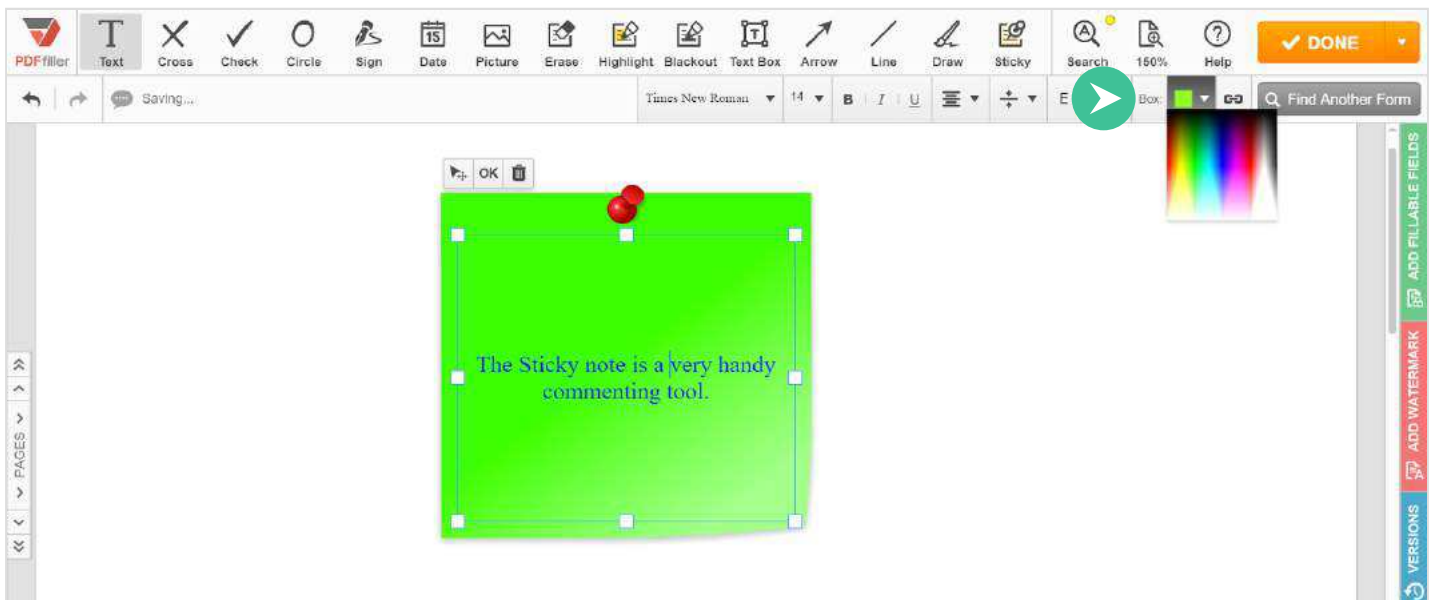 PDFfiller
Text Cross Check Circle Sign 15 Date Picture Erase Highlight Blackout T Text Box Arrow Line Draw Sticky A Search 150% ? Help DONE
Saving... Times New Roman 14 B I U E Box: Find Another Form
OK
The Sticky note is a very handy
commenting tool.
PAGES
ADD FILLABLE FIELDS
ADD WATERMARK
VERSIONS